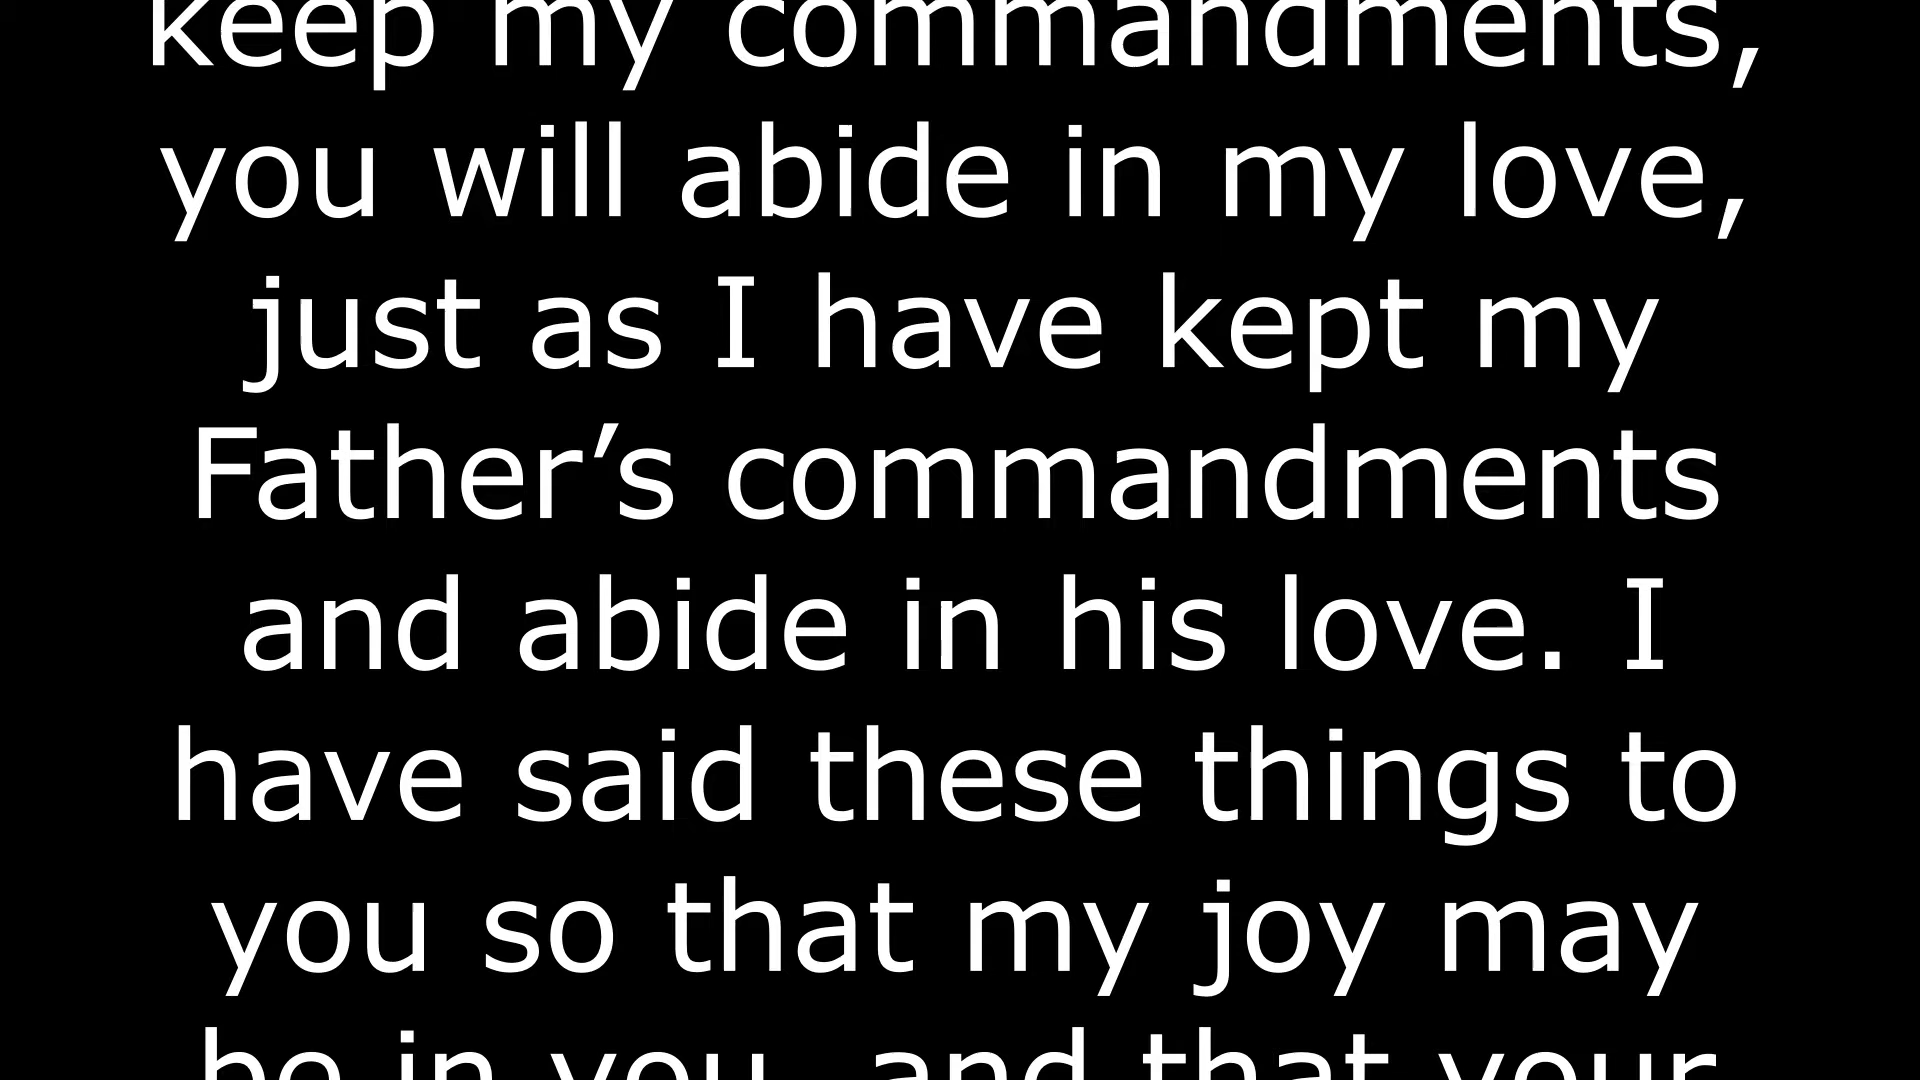 keep my commandments,
you will abide in my love,
just as I have kept my
Father’s commandments
and abide in his love. I
have said these things to
you so that my joy may
be in you, and that your